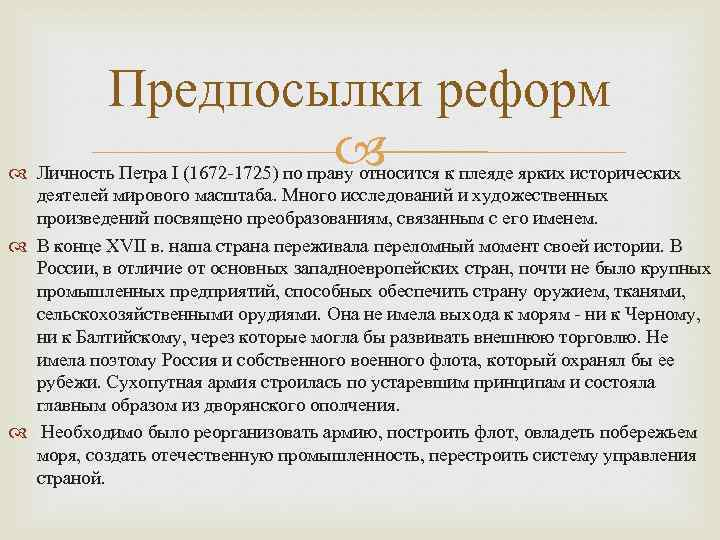 Предпосылки реформ
Личность Петра I (1672-1725) по праву относится к плеяде ярких исторических
деятелей мирового масштаба. Много исследований и художественных
произведений посвящено преобразованиям, связанным с его именем.
В конце XVII в. наша страна переживала переломный момент своей истории. В
России, в отличие от основных западноевропейских стран, почти не было крупных
промышленных предприятий, способных обеспечить страну оружием, тканями,
сельскохозяйственными орудиями. Она не имела выхода к морям - ни к Черному,
ни к Балтийскому, через которые могла бы развивать внешнюю торговлю. Не
имела поэтому Россия и собственного военного флота, который охранял бы ее
рубежи. Сухопутная армия строилась по устаревшим принципам и состояла
главным образом из дворянского ополчения.
Необходимо было реорганизовать армию, построить флот, овладеть побережьем
моря, создать отечественную промышленность, перестроить систему управления
страной.